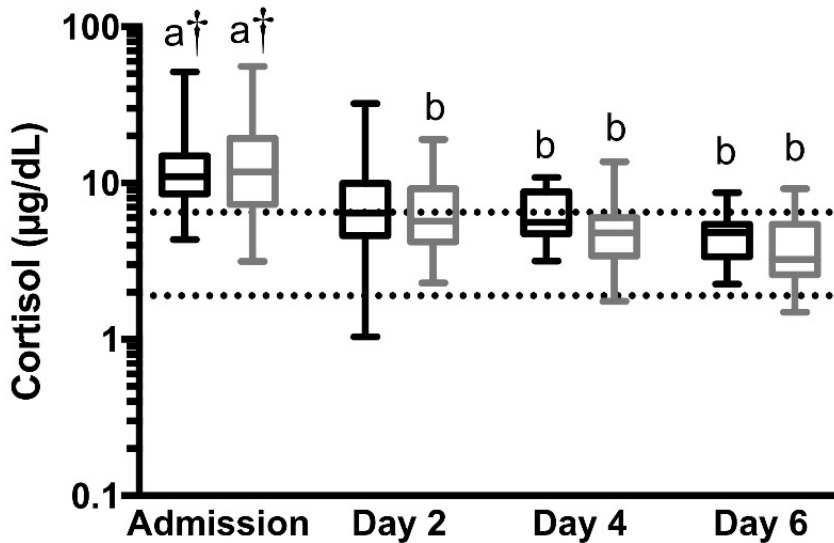 100
a† a†
b
b b
b b
10
1
0.1
Cortisol (µg/dL)
Admission Day 2 Day 4 Day 6